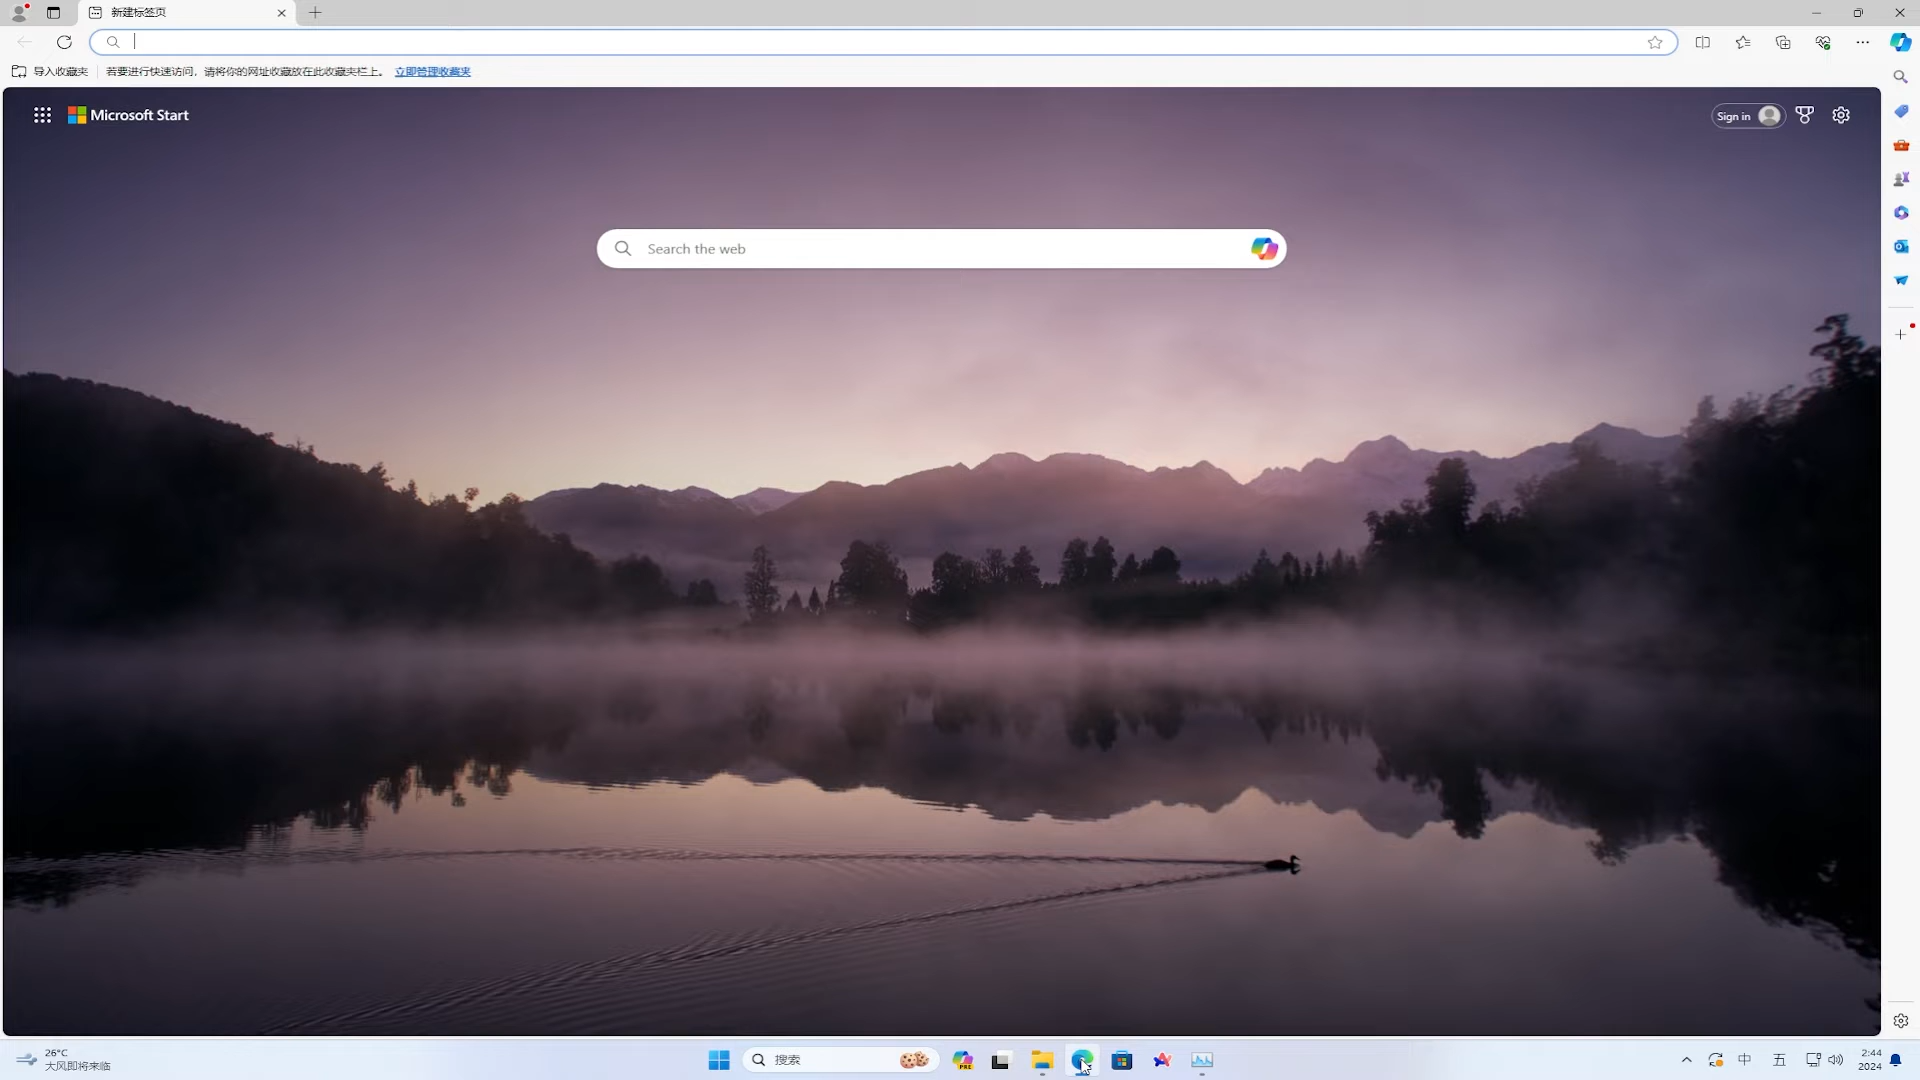 新建标签页
导入收藏夹 若要进行快速访问，请将你的网址收藏放在此收藏夹栏上。 立即管理收藏夹
Microsoft Start
Sign in
Search the web
26°C
大风即将来临
搜索
PRE
中
五
2:44
2024